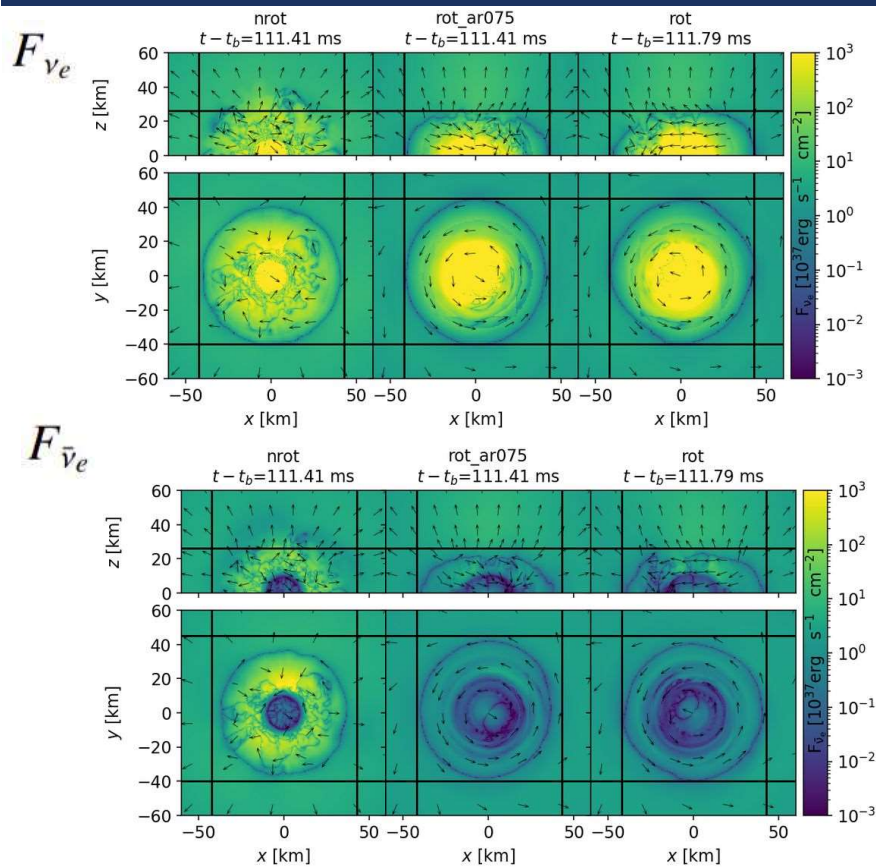 F_{ν_e}
nrot rot_ar075 rot
t − t_b=111.41 ms t − t_b=111.41 ms t − t_b=111.79 ms
60
40
z [km]
20
0
60
40
20
y [km]
0
−20
−40
−60
−50 0 50 −50 0 50 −50 0 50
x [km] x [km] x [km]
10^3
10^2
10^1
10^0
10^{-1}
10^{-2}
10^{-3}
F_{ν_e} [10^{37}erg s^{-1} cm^{-2}]
F_{ν̄_e}
nrot rot_ar075 rot
t − t_b=111.41 ms t − t_b=111.41 ms t − t_b=111.79 ms
60
40
z [km]
20
0
60
40
20
y [km]
0
−20
−40
−60
−50 0 50 −50 0 50 −50 0 50
x [km] x [km] x [km]
10^3
10^2
10^1
10^0
10^{-1}
10^{-2}
10^{-3}
F_{ν̄_e} [10^{37}erg s^{-1} cm^{-2}]